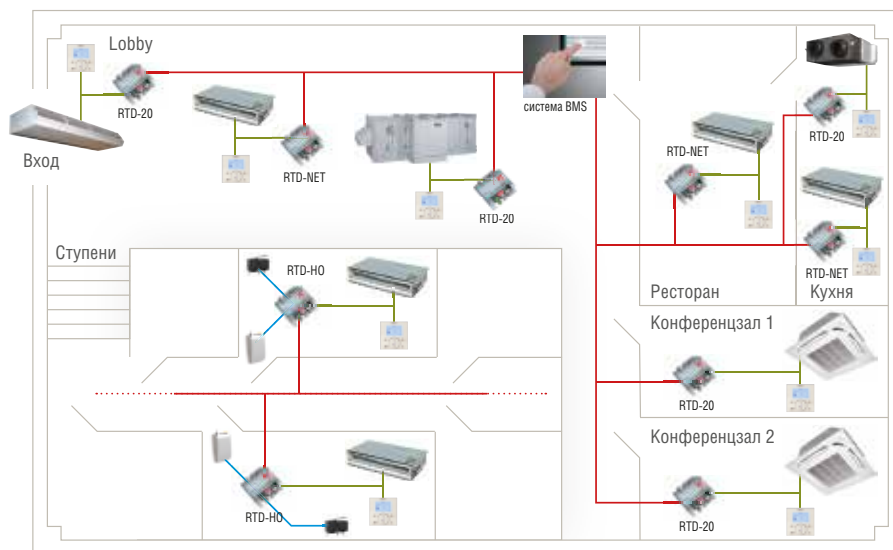 Lobby
RTD-20
Вход
RTD-NET
RTD-20
система BMS
RTD-NET
RTD-20
RTD-NET
Ресторан
Кухня
Ступени
RTD-HO
RTD-HO
Конференцзал 1
RTD-20
Конференцзал 2
RTD-20